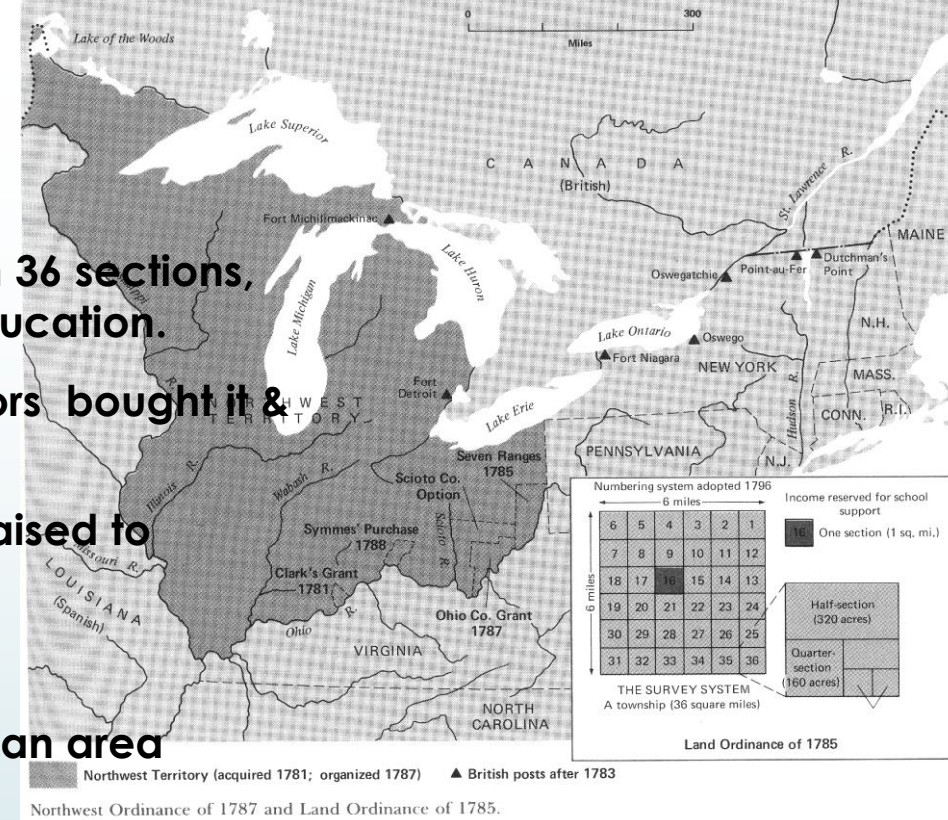 0 300
Miles
Lake of the Woods
Lake Superior
C A N A D A
(British)
St. Lawrence R.
Fort Michilimackinac
MAINE
Lake Huron
Lake Michigan
Oswegatchie
Point-au-Fer
Dutchman's
Point
36 sections,
ucation.
Lake Ontario
Oswego
Fort Niagara
N.H.
NEW YORK
MASS.
Hudson R.
CONN.
R.I.
Fort
Detroit
ors bought it &
NORTHWEST
TERRITORY
Lake Erie
PENNSYLVANIA
N.J.
Seven Ranges
1785
Scioto Co.
Option
Illinois R.
Wabash R.
Scioto R.
aised to
Symmes' Purchase
1788
Missouri R.
Clark's Grant
1781
LOUISIANA
(Spanish)
Ohio R.
Ohio Co. Grant
1787
VIRGINIA
NORTH
CAROLINA
an area
Numbering system adopted 1796
6 miles
6 miles
6 5 4 3 2 1
7 8 9 10 11 12
18 17 16 15 14 13
19 20 21 22 23 24
30 29 28 27 26 25
31 32 33 34 35 36
Income reserved for school
support
16 One section (1 sq. mi.)
Half-section
(320 acres)
Quarter-
section
(160 acres)
THE SURVEY SYSTEM
A township (36 square miles)
Land Ordinance of 1785
Northwest Territory (acquired 1781; organized 1787) British posts after 1783
Northwest Ordinance of 1787 and Land Ordinance of 1785.